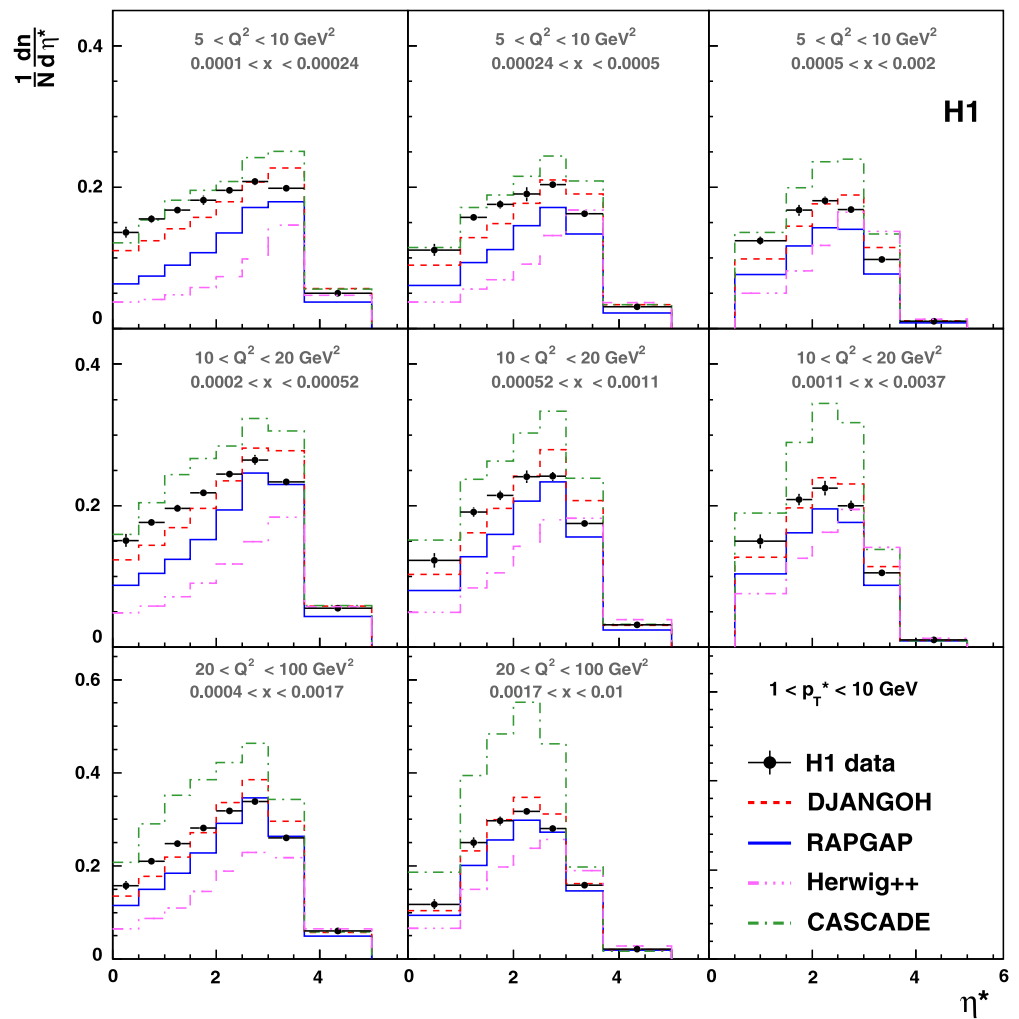 1/N dn/dη*
0.4
0.2
0
5 < Q² < 10 GeV²
0.0001 < x < 0.00024
5 < Q² < 10 GeV²
0.00024 < x < 0.0005
5 < Q² < 10 GeV²
0.0005 < x < 0.002
H1
0.4
0.2
0
10 < Q² < 20 GeV²
0.0002 < x < 0.00052
10 < Q² < 20 GeV²
0.00052 < x < 0.0011
10 < Q² < 20 GeV²
0.0011 < x < 0.0037
0.6
0.4
0.2
0
20 < Q² < 100 GeV²
0.0004 < x < 0.0017
20 < Q² < 100 GeV²
0.0017 < x < 0.01
1 < p_T* < 10 GeV
H1 data
DJANGOH
RAPGAP
Herwig++
CASCADE
0 2 4 0 2 4 0 2 4 6
η*